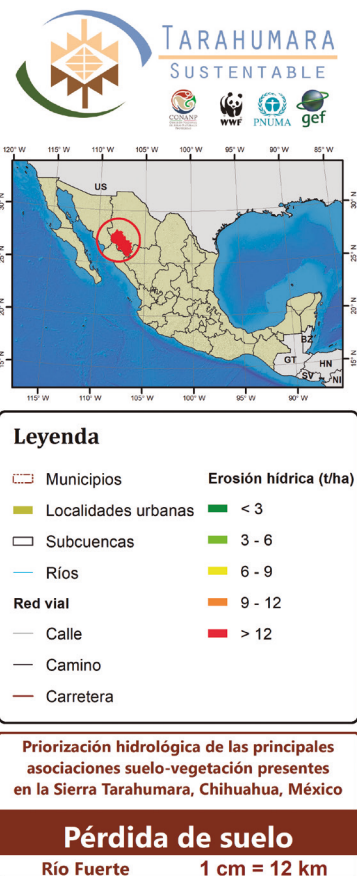 TARAHUMARA
SUSTENTABLE
CONANP
WWF
PNUMA
gef
120° W 115° W 110° W 105° W 100° W 95° W 90° W 85° W
US
30° N 30° N
25° N 25° N
20° N 20° N
15° N 15° N
BZ
GT
HN
SV
NI
115° W 110° W 105° W 100° W 95° W 90° W
Leyenda
Municipios
Localidades urbanas
Subcuencas
Ríos
Red vial
Calle
Camino
Carretera
Erosión hídrica (t/ha)
< 3
3 - 6
6 - 9
9 - 12
> 12
Priorización hidrológica de las principales
asociaciones suelo-vegetación presentes
en la Sierra Tarahumara, Chihuahua, México
Pérdida de suelo
Río Fuerte 1 cm = 12 km